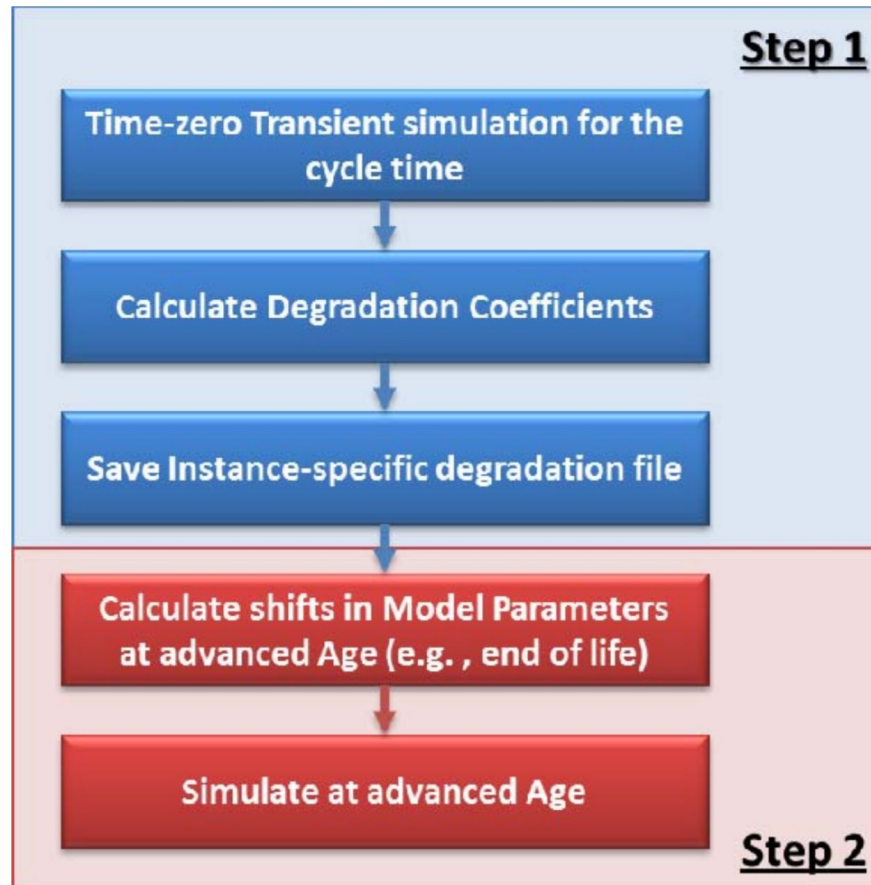 Step 1
Time-zero Transient simulation for the
cycle time
Calculate Degradation Coefficients
Save Instance-specific degradation file
Calculate shifts in Model Parameters
at advanced Age (e.g. , end of life)
Simulate at advanced Age
Step 2